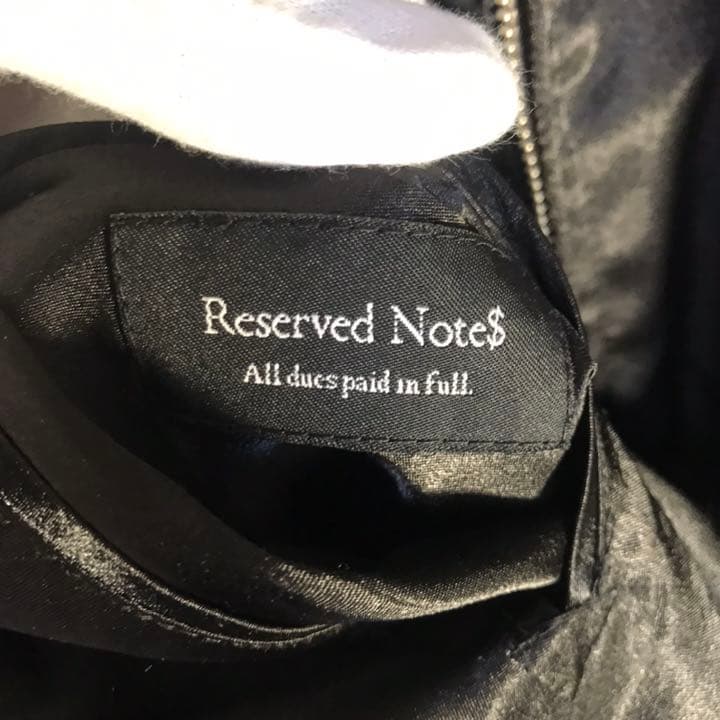 Reserved Note$
All dues paid in full.